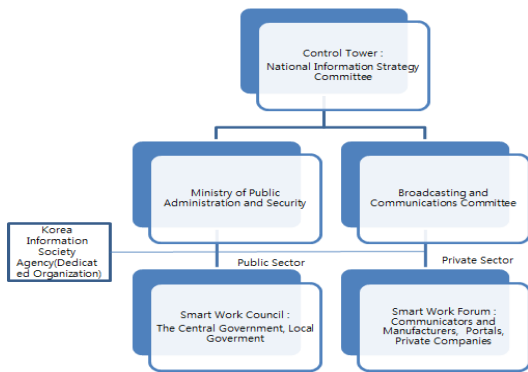 Control Tower :
National Information Strategy
Committee
Ministry of Public
Administration and Security
Broadcasting and
Communications Committee
Korea
Information
Society
Agency(Dedicat
ed Organization)
Public Sector
Private Sector
Smart Work Council :
The Central Government, Local
Goverment
Smart Work Forum :
Communicators and
Manufacturers, Portals,
Private Companies